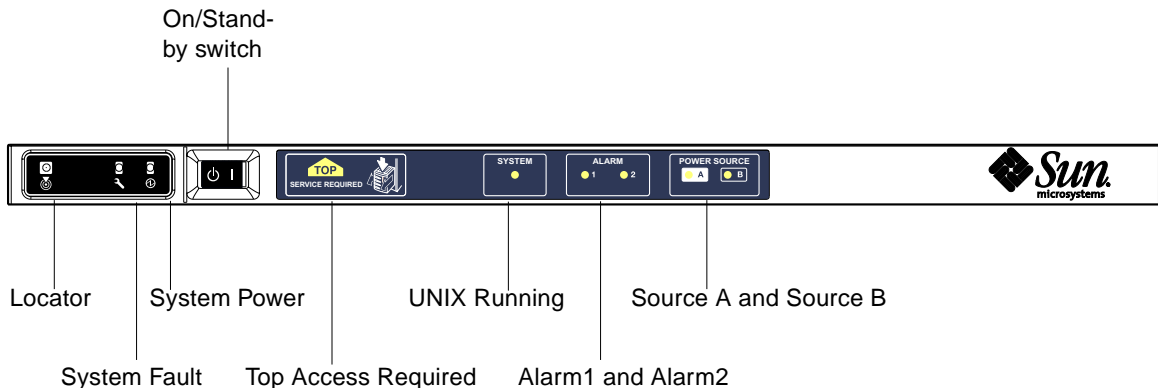 On/Stand-
by switch
TOP
SERVICE REQUIRED
SYSTEM
ALARM
1 2
POWER SOURCE
A B
Sun.
microsystems
Locator
System Power
UNIX Running
Source A and Source B
System Fault
Top Access Required
Alarm1 and Alarm2